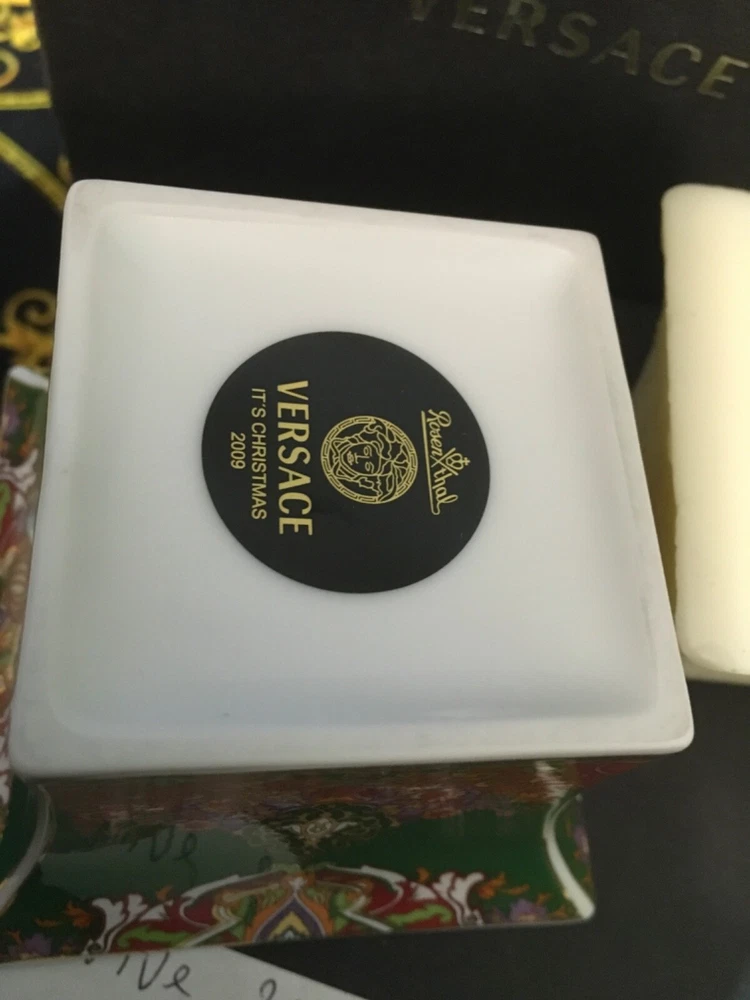 VERSACE
Rosenthal
VERSACE
IT'S CHRISTMAS
2009